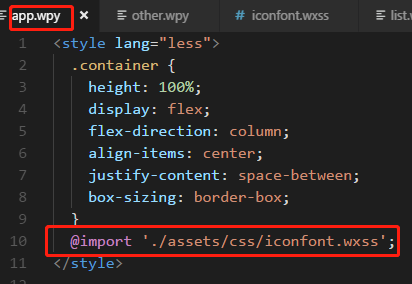 app.wpy × other.wpy # iconfont.wxss list.
1 <style lang="less">
2 .container {
3 height: 100%;
4 display: flex;
5 flex-direction: column;
6 align-items: center;
7 justify-content: space-between;
8 box-sizing: border-box;
9 }
10 @import './assets/css/iconfont.wxss';
11 </style>